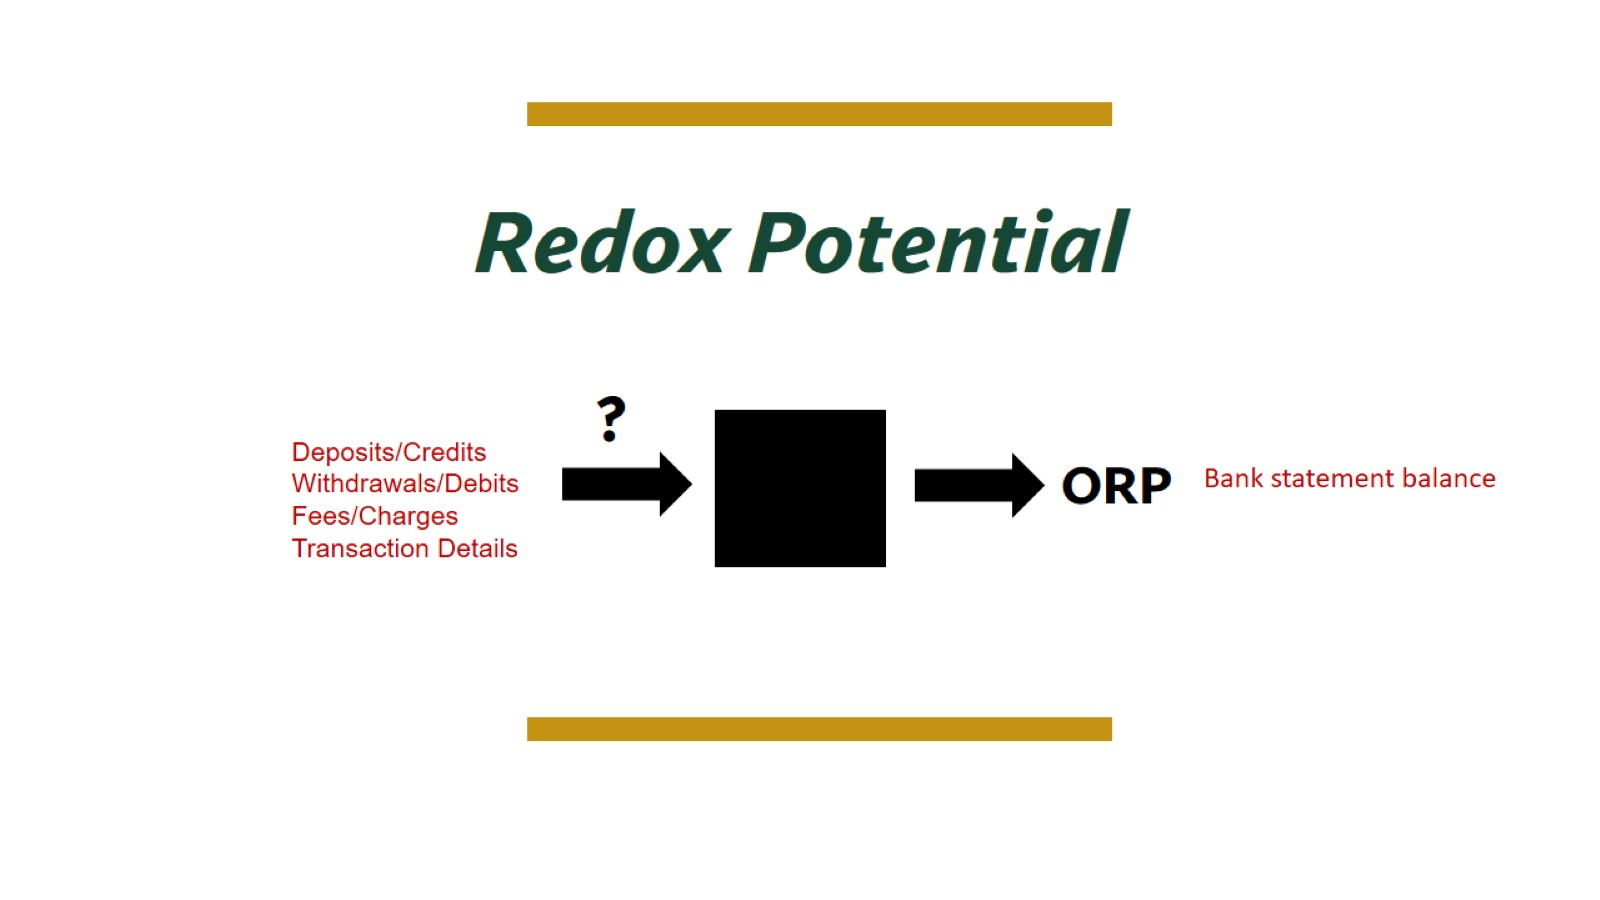 Redox Potential
?
Deposits/Credits
Withdrawals/Debits
Fees/Charges
Transaction Details
ORP
Bank statement balance